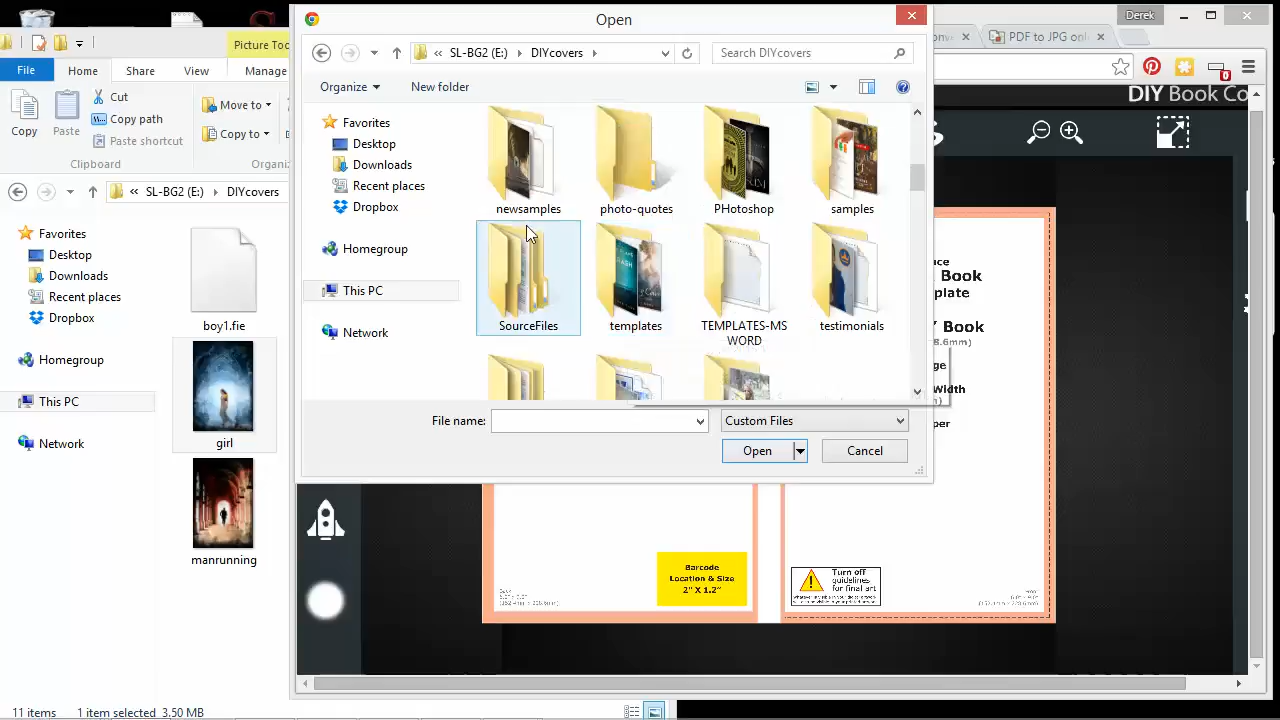 Open
Derek
Picture Too
PDF to JPG onl
SL-BG2 (E:)
DIYcovers
Search DIYcovers
File
Home
Share
View
Manage
Organize
New folder
Copy
Paste
Cut
Copy path
Paste shortcut
Move to
Copy to
Clipboard
Organiz
SL-BG2 (E:)
DIYcovers
Favorites
Desktop
Downloads
Recent places
Dropbox
Homegroup
This PC
Network
boy1.fie
girl
manrunning
Favorites
Desktop
Downloads
Recent places
Dropbox
Homegroup
This PC
Network
newsamples
photo-quotes
PHotoshop
samples
SourceFiles
templates
TEMPLATES-MS
WORD
testimonials
File name:
Custom Files
Open
Cancel
DIY Book Co
Book
plate
Y Book
8.6mm)
Width
per
Barcode
Location & Size
2" X 1.2"
Turn off
guidelines
for final art
11 items
1 item selected 3.50 MB
0